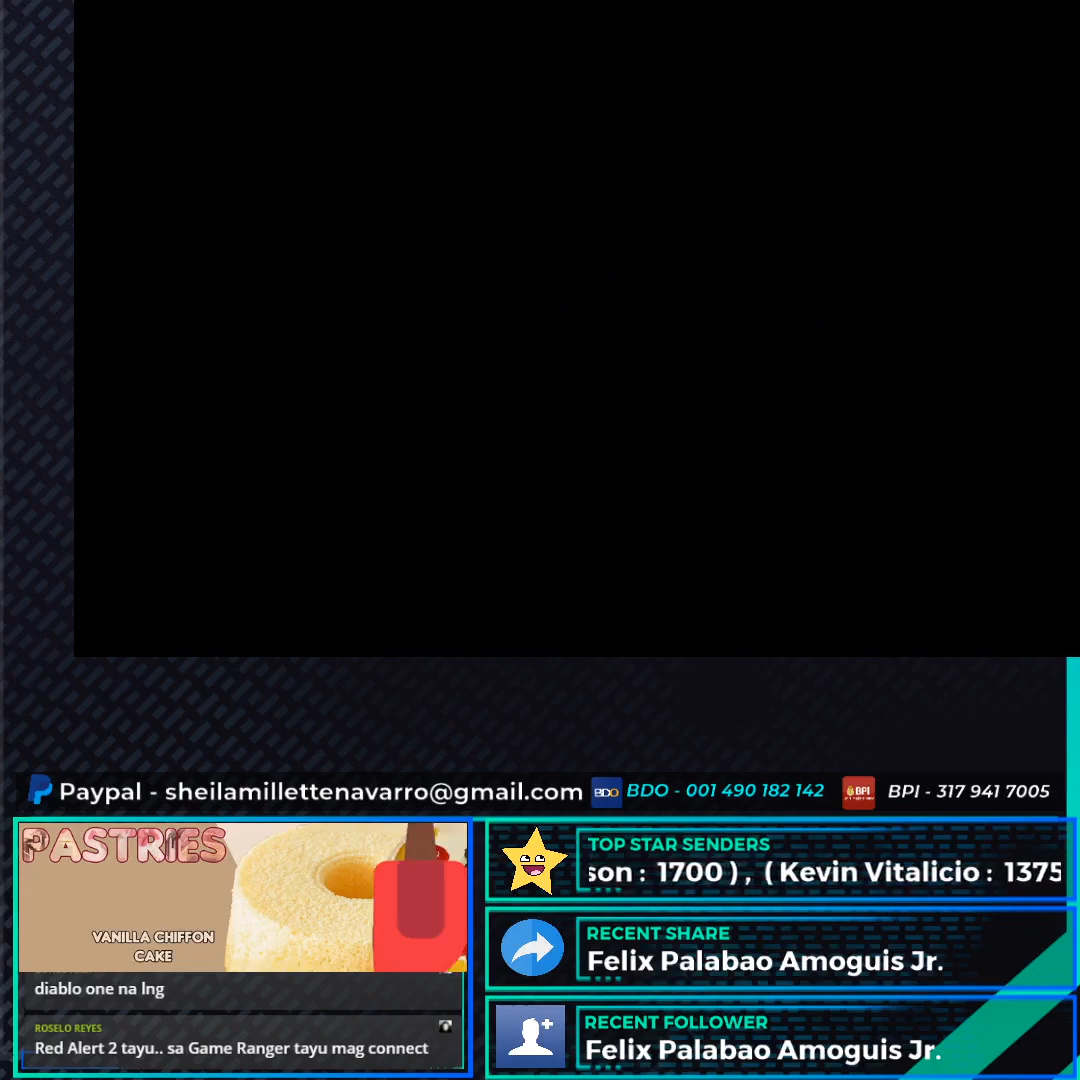 Paypal - sheilamillettenavarro@gmail.com
BDO
BDO - 001 490 182 142
BPI
BPI - 317 941 7005
PASTRIES
VANILLA CHIFFON
CAKE
diablo one na lng
ROSELO REYES
Red Alert 2 tayu.. sa Game Ranger tayu mag connect
TOP STAR SENDERS
son : 1700 ) , ( Kevin Vitalicio : 1375
RECENT SHARE
Felix Palabao Amoguis Jr.
RECENT FOLLOWER
Felix Palabao Amoguis Jr.